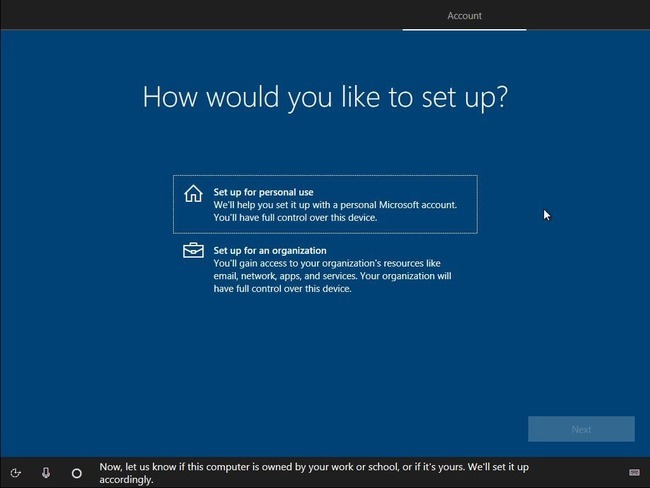 Account
How would you like to set up?
Set up for personal use
We'll help you set it up with a personal Microsoft account.
You'll have full control over this device.
Set up for an organization
You'll gain access to your organization's resources like
email, network, apps, and services. Your organization will
have full control over this device.
Next
Now, let us know if this computer is owned by your work or school, or if it's yours. We'll set it up
accordingly.